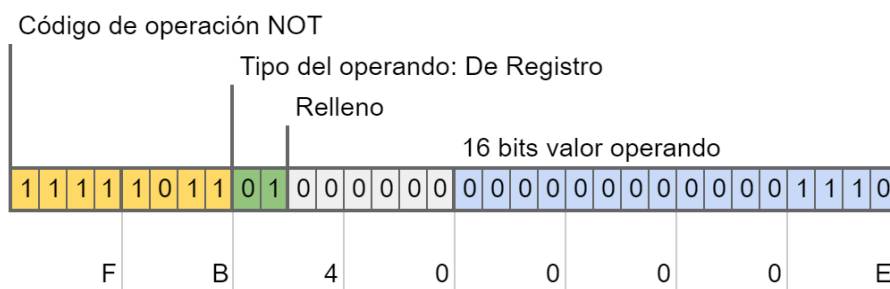 Código de operación NOT
Tipo del operando: De Registro
Relleno
16 bits valor operando
1 1 1 1 1 0 1 1 0 1 0 0 0 0 0 0 0 0 0 0 0 0 0 0 0 0 0 0 1 1 1 0
F B 4 0 0 0 0 E